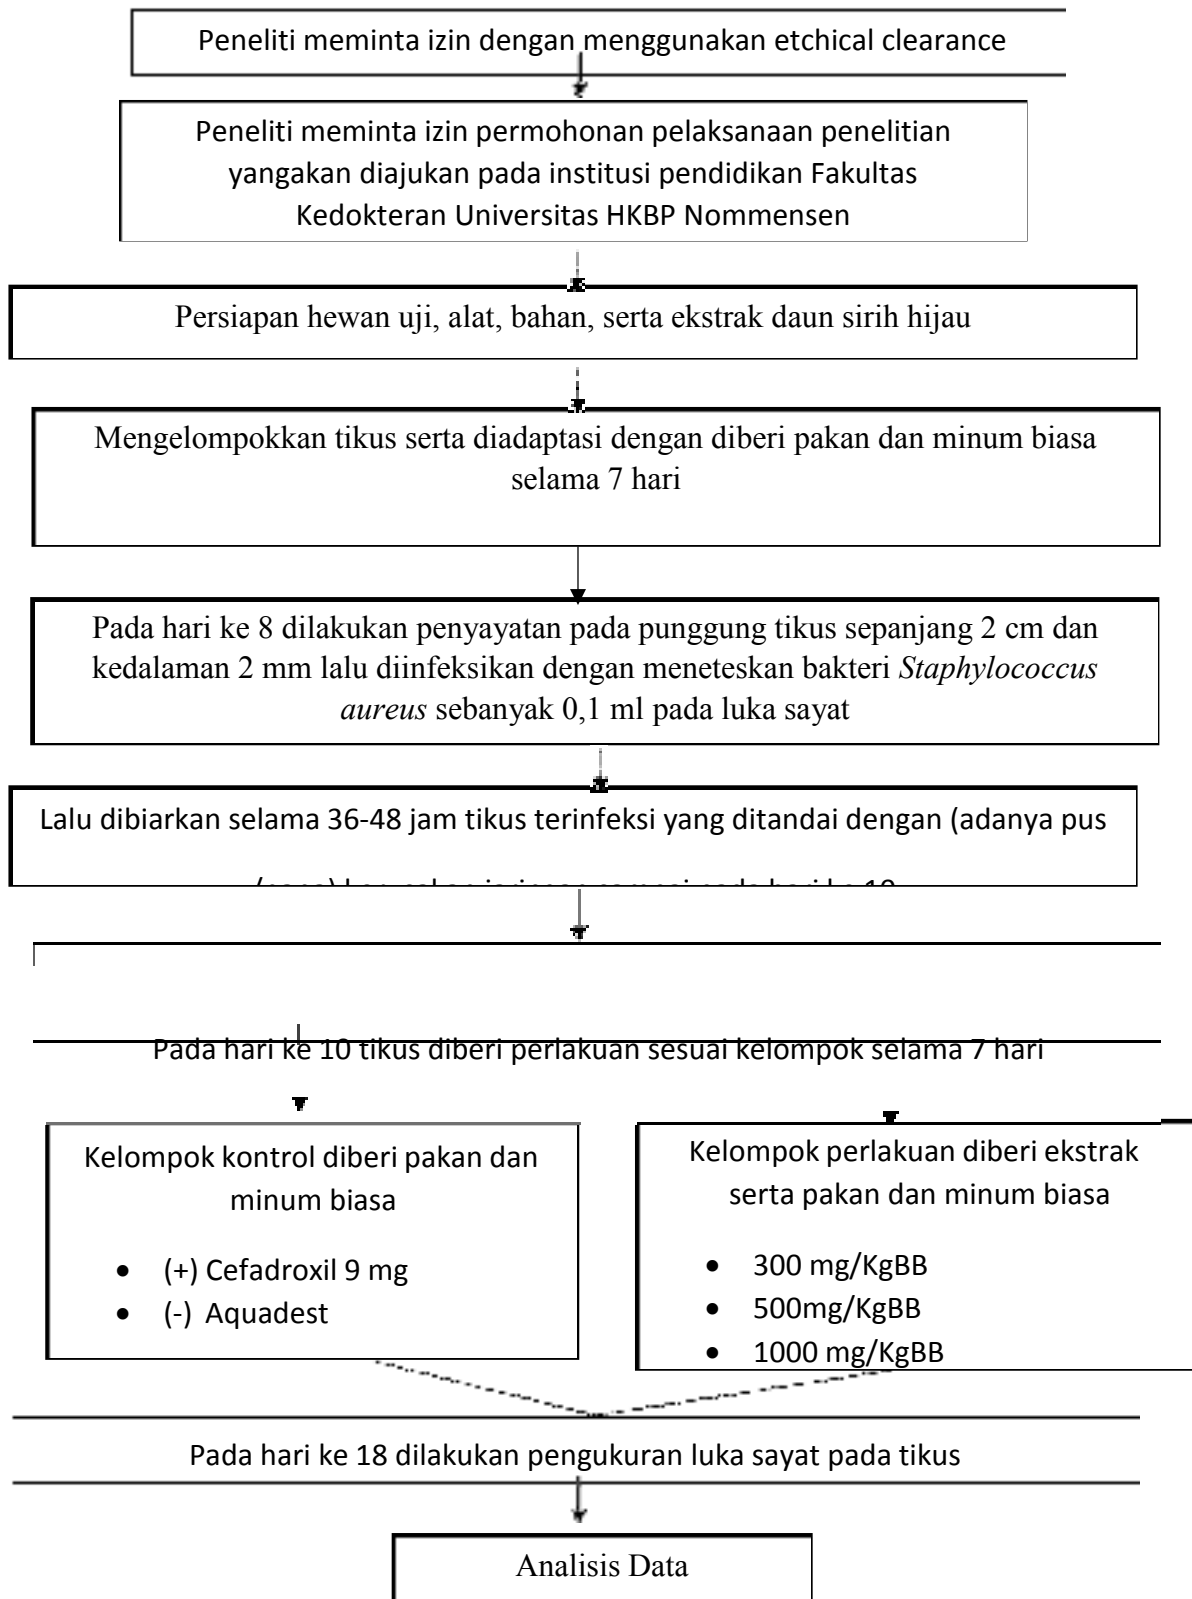 Peneliti meminta izin dengan menggunakan etchical clearance
Peneliti meminta izin permohonan pelaksanaan penelitian
yangakan diajukan pada institusi pendidikan Fakultas
Kedokteran Universitas HKBP Nommensen
Persiapan hewan uji, alat, bahan, serta ekstrak daun sirih hijau
Mengelompokkan tikus serta diadaptasi dengan diberi pakan dan minum biasa
selama 7 hari
Pada hari ke 8 dilakukan penyayatan pada punggung tikus sepanjang 2 cm dan
kedalaman 2 mm lalu diinfeksikan dengan meneteskan bakteri Staphylococcus
aureus sebanyak 0,1 ml pada luka sayat
Lalu dibiarkan selama 36-48 jam tikus terinfeksi yang ditandai dengan (adanya pus
Pada hari ke 10 tikus diberi perlakuan sesuai kelompok selama 7 hari
Kelompok kontrol diberi pakan dan
minum biasa
• (+) Cefadroxil 9 mg
• (-) Aquadest
Kelompok perlakuan diberi ekstrak
serta pakan dan minum biasa
• 300 mg/KgBB
• 500mg/KgBB
• 1000 mg/KgBB
Pada hari ke 18 dilakukan pengukuran luka sayat pada tikus
Analisis Data